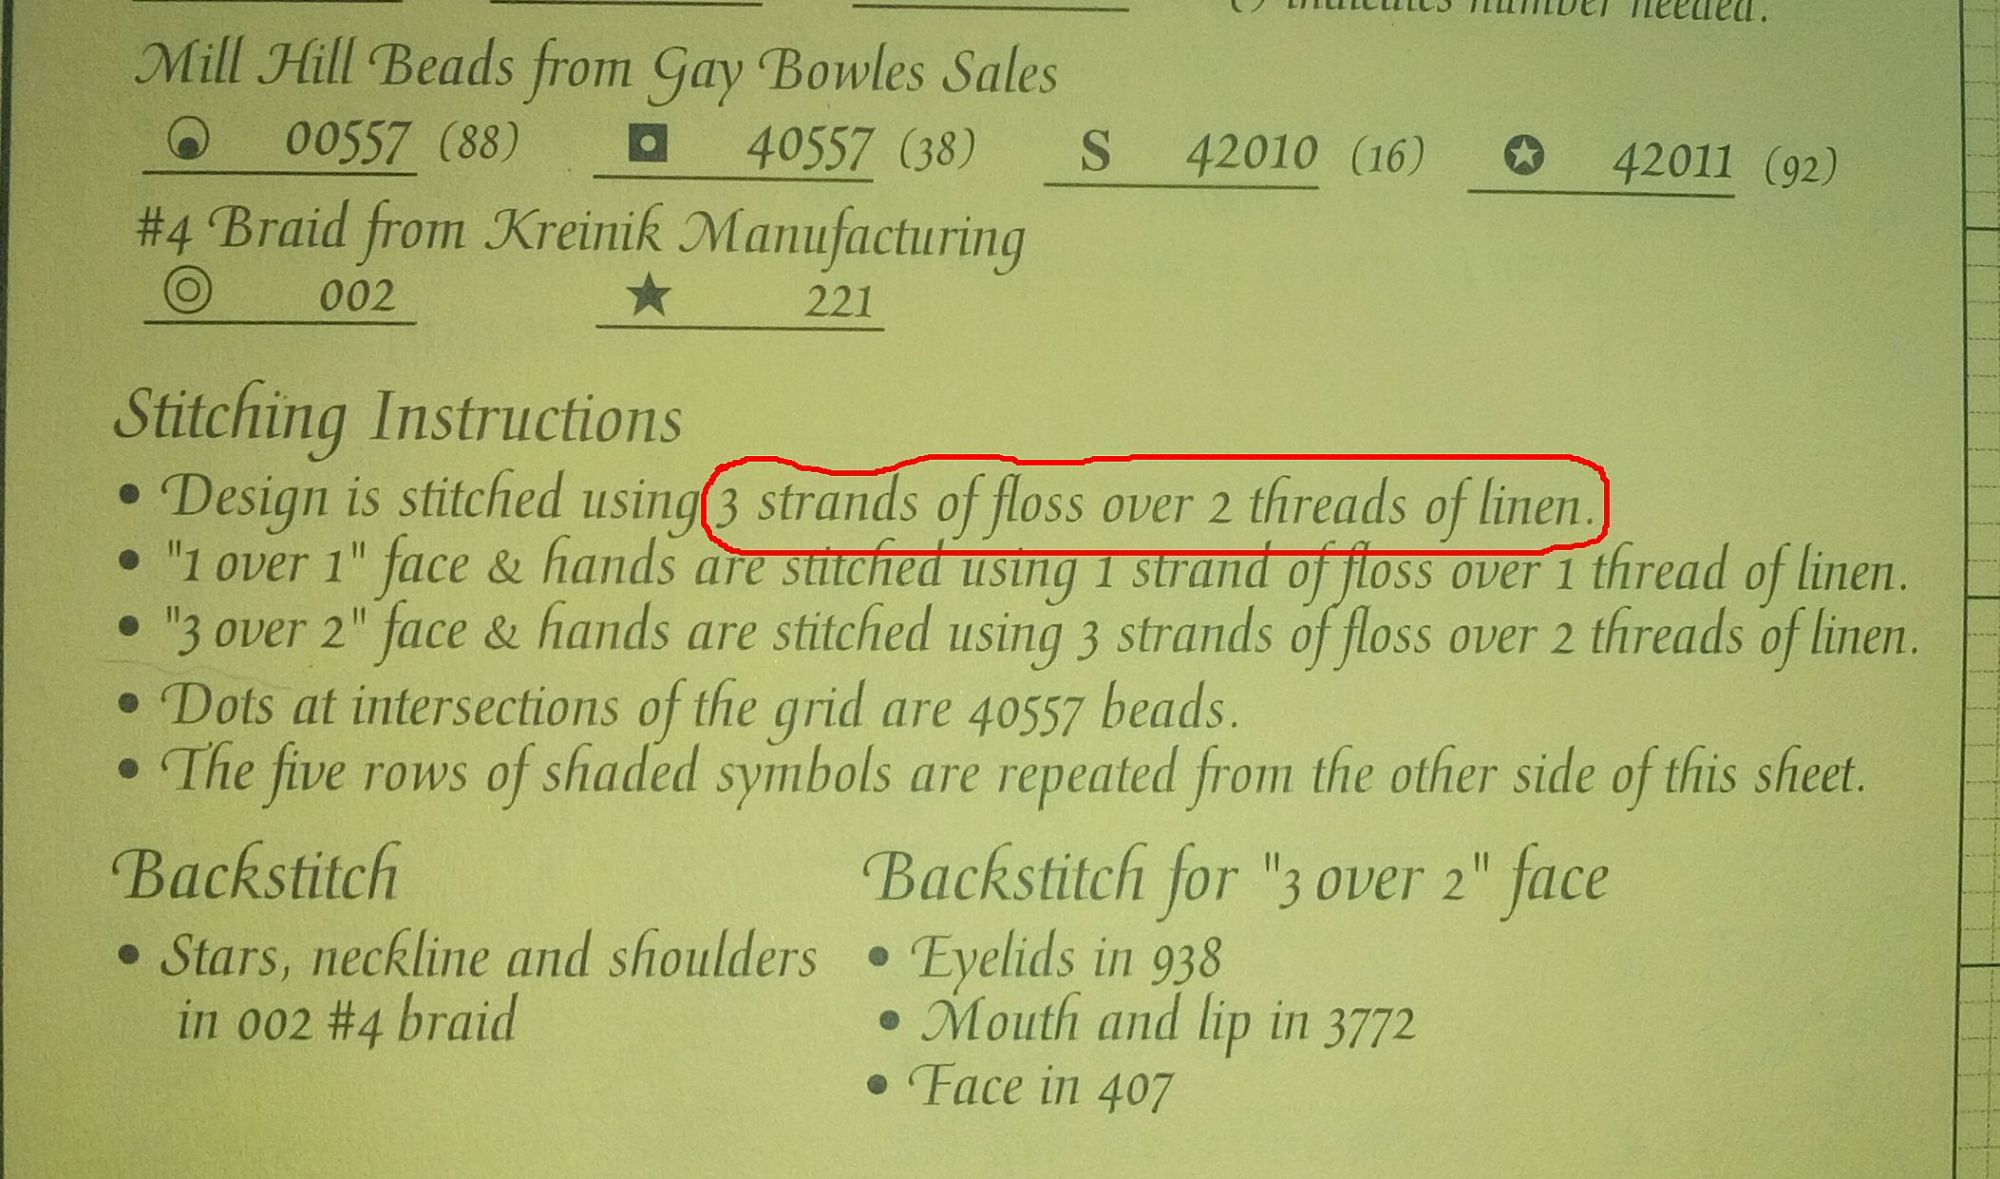 ( ) indicates number needed.
Mill Hill Beads from Gay Bowles Sales
00557 (88) 40557 (38) S 42010 (16) 42011 (92)
#4 Braid from Kreinik Manufacturing
002 ★ 221
Stitching Instructions
• Design is stitched using 3 strands of floss over 2 threads of linen.
• "1 over 1" face & hands are stitched using 1 strand of floss over 1 thread of linen.
• "3 over 2" face & hands are stitched using 3 strands of floss over 2 threads of linen.
• Dots at intersections of the grid are 40557 beads.
• The five rows of shaded symbols are repeated from the other side of this sheet.
Backstitch
• Stars, neckline and shoulders
in 002 #4 braid
Backstitch for "3 over 2" face
• Eyelids in 938
• Mouth and lip in 3772
• Face in 407